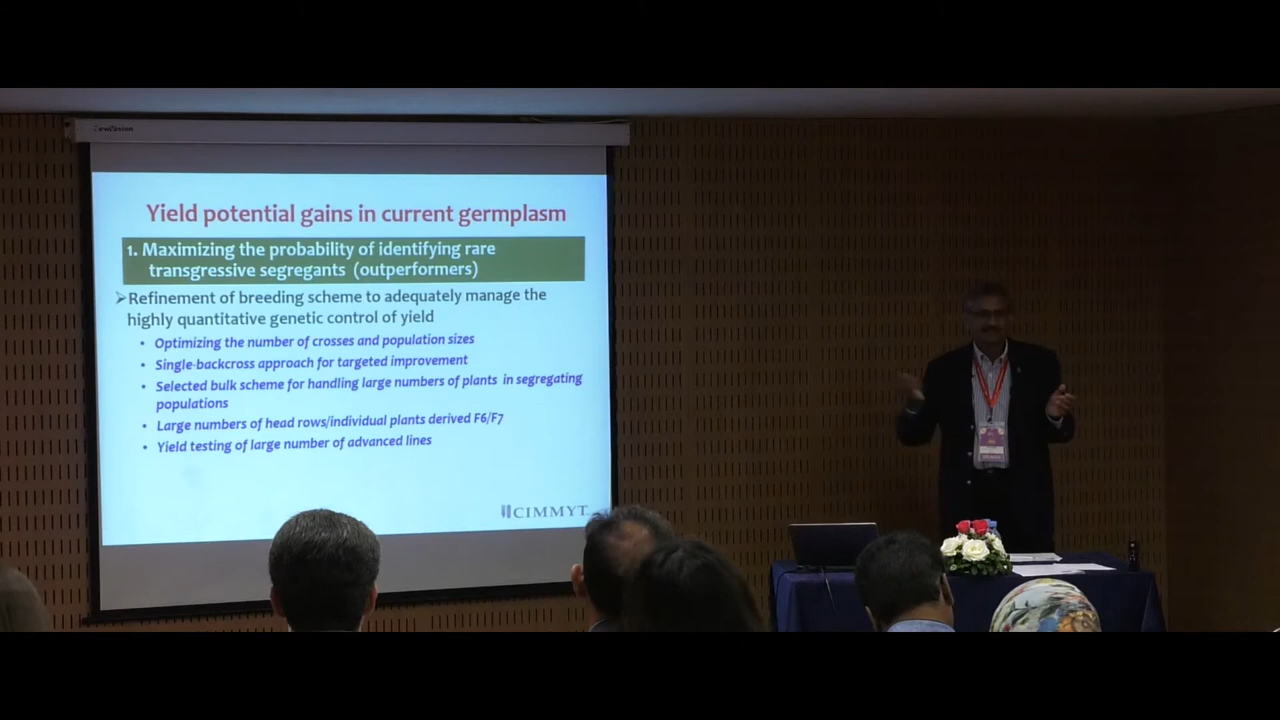 Yield potential gains in current germplasm
1. Maximizing the probability of identifying rare
transgressive segregants (outperformers)
➢Refinement of breeding scheme to adequately manage the
highly quantitative genetic control of yield
• Optimizing the number of crosses and population sizes
• Single-backcross approach for targeted improvement
• Selected bulk scheme for handling large numbers of plants in segregating
populations
• Large numbers of head rows/individual plants derived F6/F7
• Yield testing of large number of advanced lines
CIMMYT